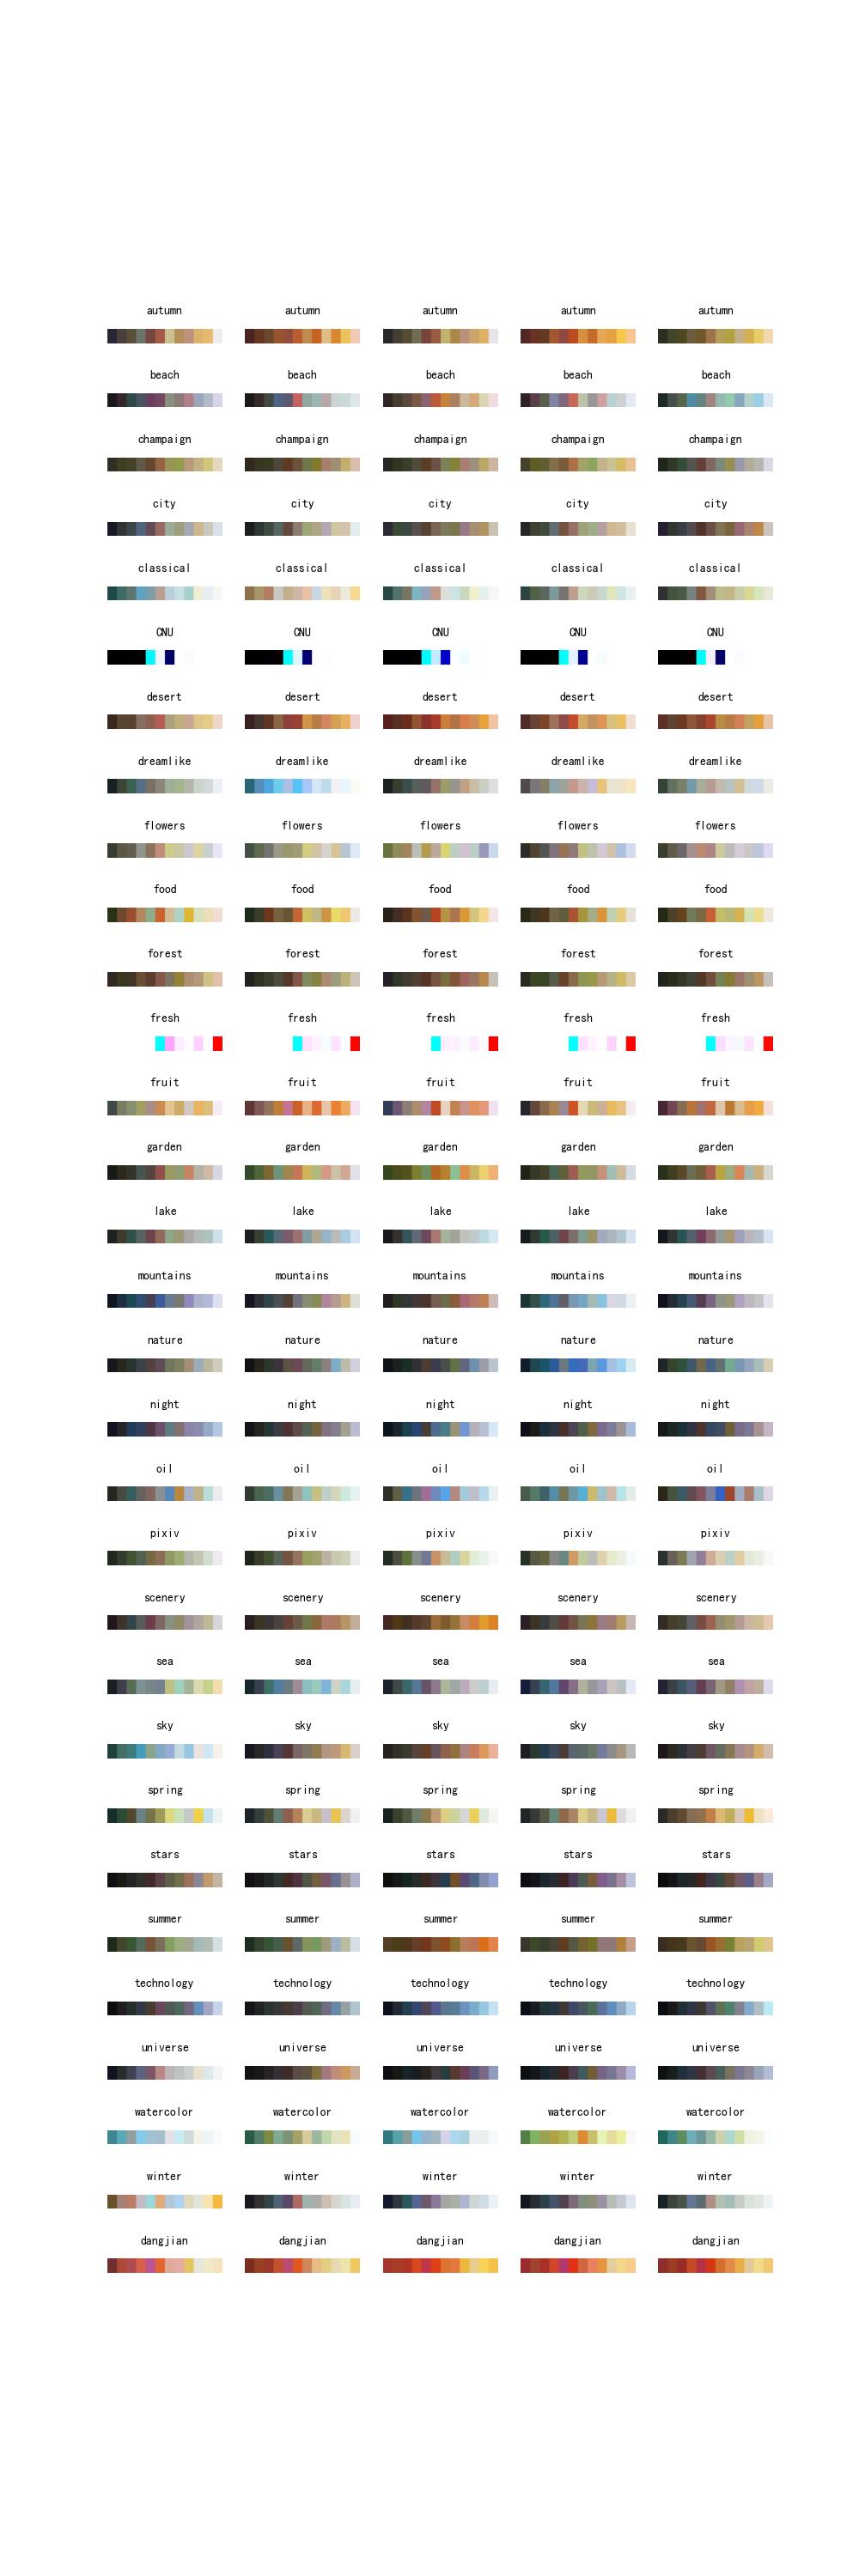 autumn autumn autumn autumn autumn
beach beach beach beach beach
champaign champaign champaign champaign champaign
city city city city city
classical classical classical classical classical
CNU CNU CNU CNU CNU
desert desert desert desert desert
dreamlike dreamlike dreamlike dreamlike dreamlike
flowers flowers flowers flowers flowers
food food food food food
forest forest forest forest forest
fresh fresh fresh fresh fresh
fruit fruit fruit fruit fruit
garden garden garden garden garden
lake lake lake lake lake
mountains mountains mountains mountains mountains
nature nature nature nature nature
night night night night night
oil oil oil oil oil
pixiv pixiv pixiv pixiv pixiv
scenery scenery scenery scenery scenery
sea sea sea sea sea
sky sky sky sky sky
spring spring spring spring spring
stars stars stars stars stars
summer summer summer summer summer
technology technology technology technology technology
universe universe universe universe universe
watercolor watercolor watercolor watercolor watercolor
winter winter winter winter winter
dangjian dangjian dangjian dangjian dangjian